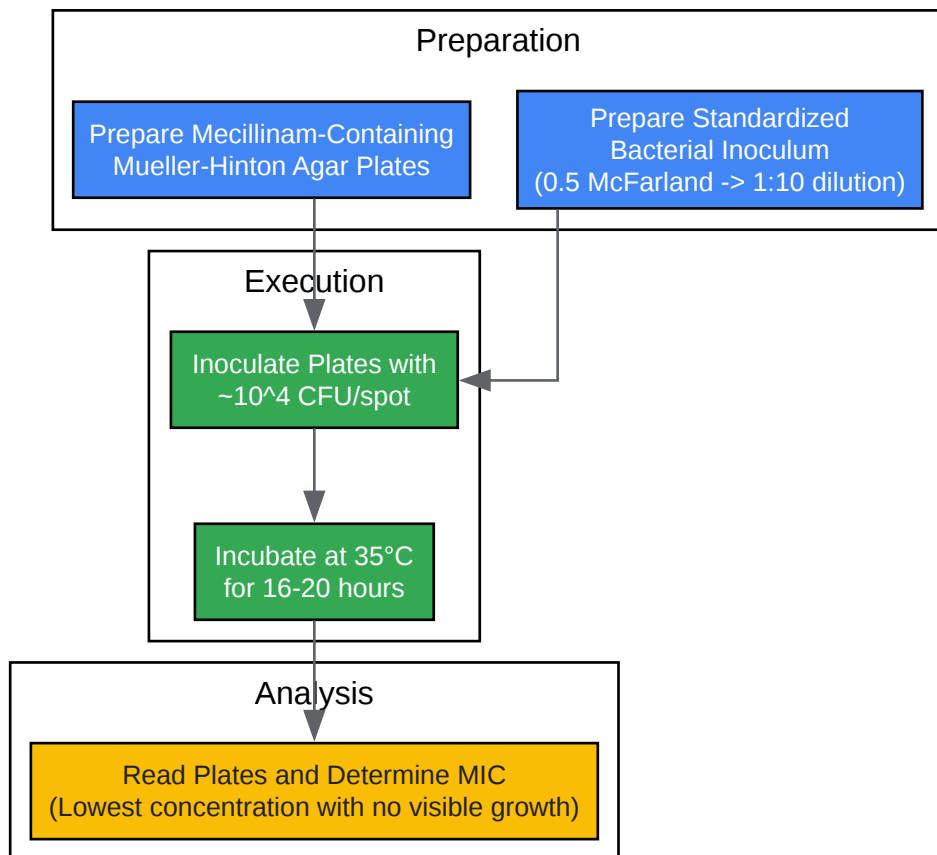 Preparation
Prepare Mecillinam-Containing
Mueller-Hinton Agar Plates
Prepare Standardized
Bacterial Inoculum
(0.5 McFarland -> 1:10 dilution)
Execution
Inoculate Plates with
~10^4 CFU/spot
Incubate at 35°C
for 16-20 hours
Analysis
Read Plates and Determine MIC
(Lowest concentration with no visible growth)